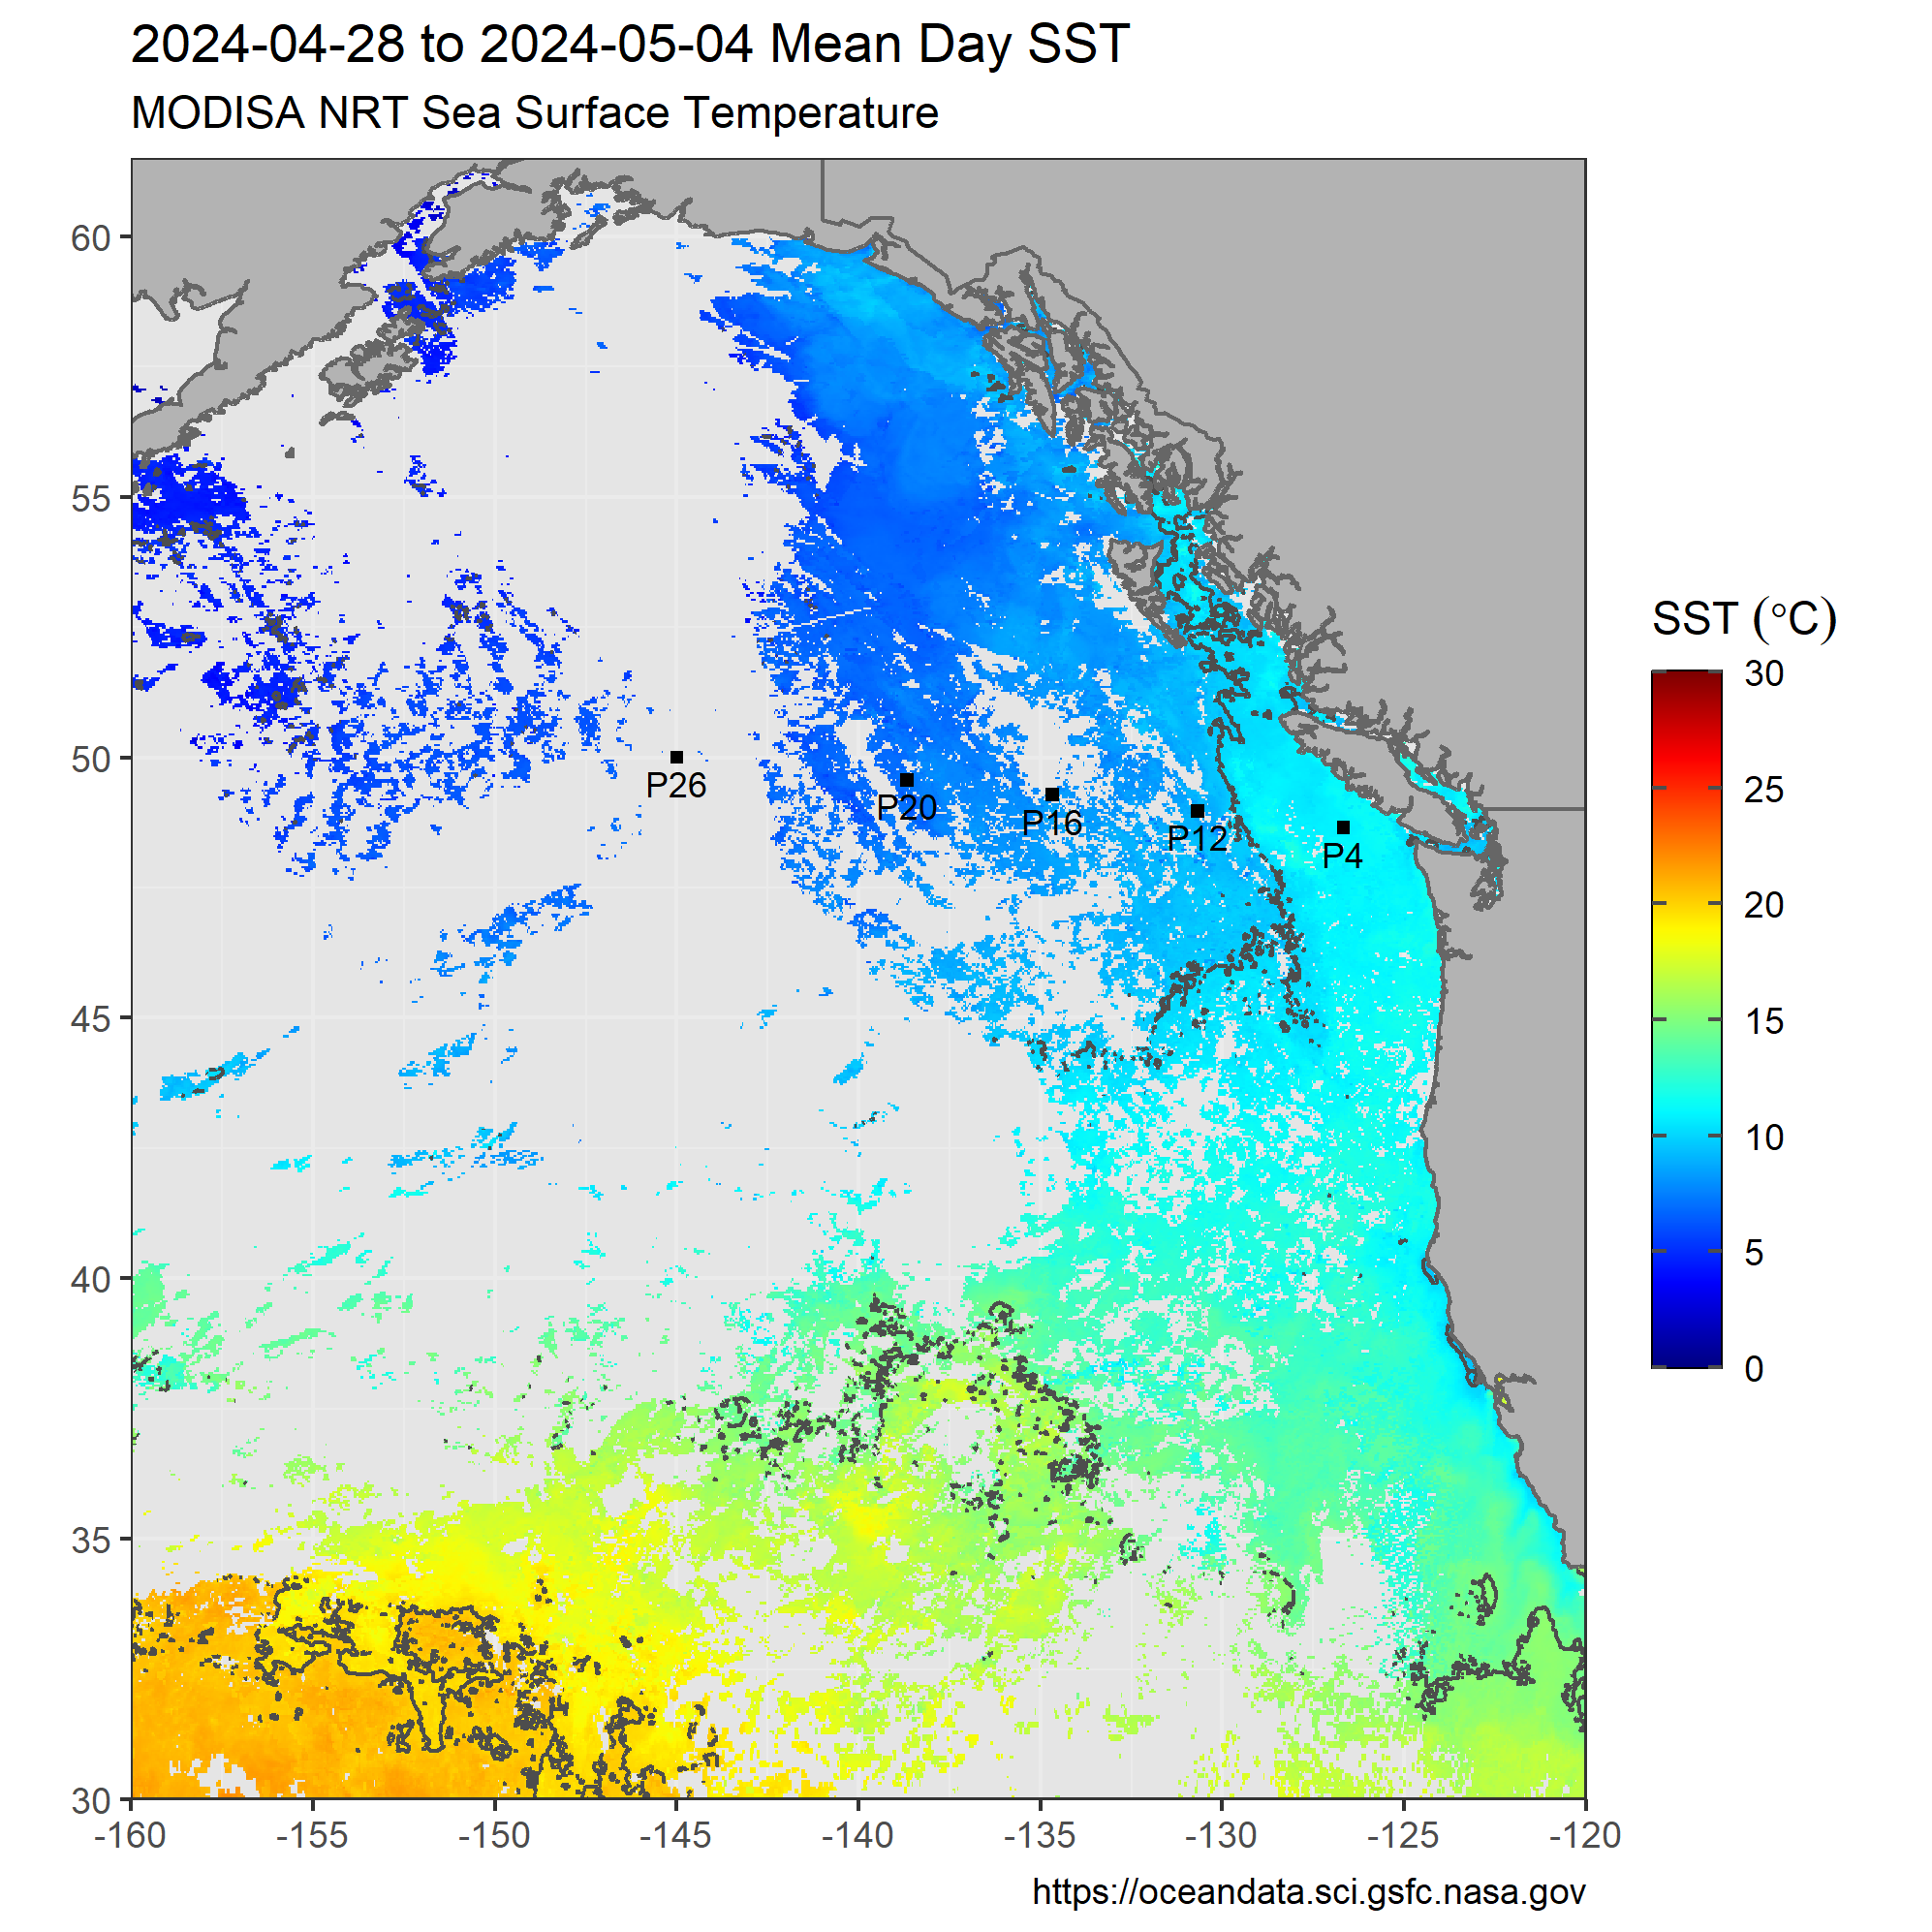 2024-04-28 to 2024-05-04 Mean Day SST
MODISA NRT Sea Surface Temperature
60
55
50
45
40
35
30
P26
P20
P16
P12
P4
SST (°C)
30
25
20
15
10
5
0
-160
-155
-150
-145
-140
-135
-130
-125
-120
https://oceandata.sci.gsfc.nasa.gov